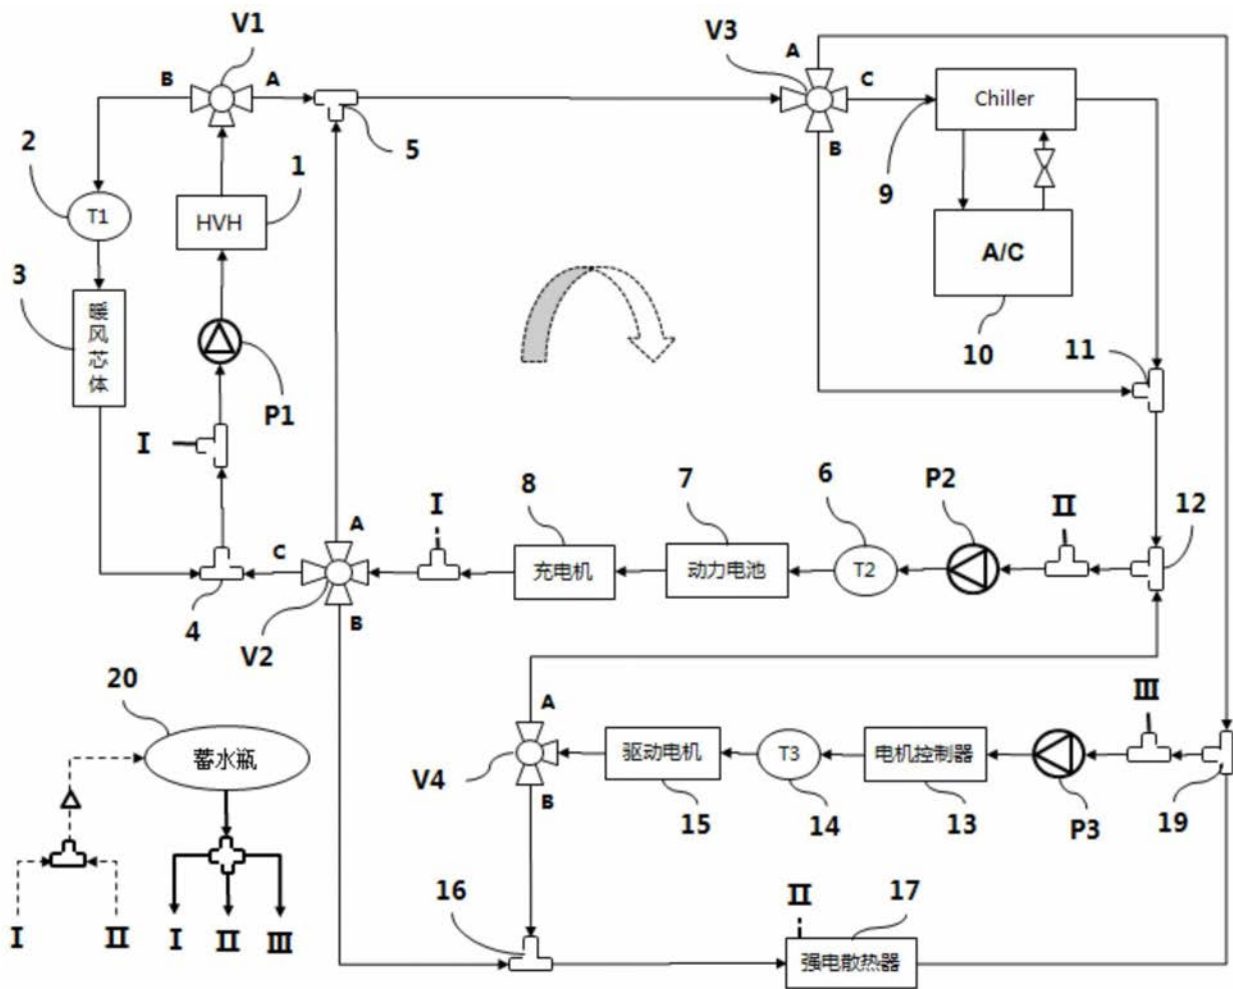 V1
V3
A
B
A
C
Chiller
2
1
5
B
9
T1
HVH
A/C
3
暖
风
芯
体
10
11
P1
I
I
8
7
6
P2
II
12
A
C
充电机
动力电池
T2
4
B
V2
A
III
20
蓄水瓶
驱动电机
T3
电机控制器
V4
B
15
14
13
P3
19
16
II
17
I
II
I
II
III
强电散热器